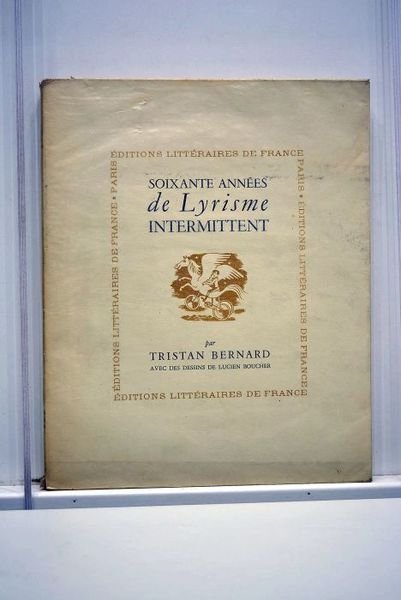 ÉDITIONS LITTÉRAIRES DE FRANCE
PARIS • ÉDITIONS LITTÉRAIRES DE FRANCE
ÉDITIONS LITTÉRAIRES DE FRANCE
ÉDITIONS LITTÉRAIRES DE FRANCE • PARIS
SOIXANTE ANNÉES
de Lyrisme
INTERMITTENT
par
TRISTAN BERNARD
AVEC DES DESSINS DE LUCIEN BOUCHER